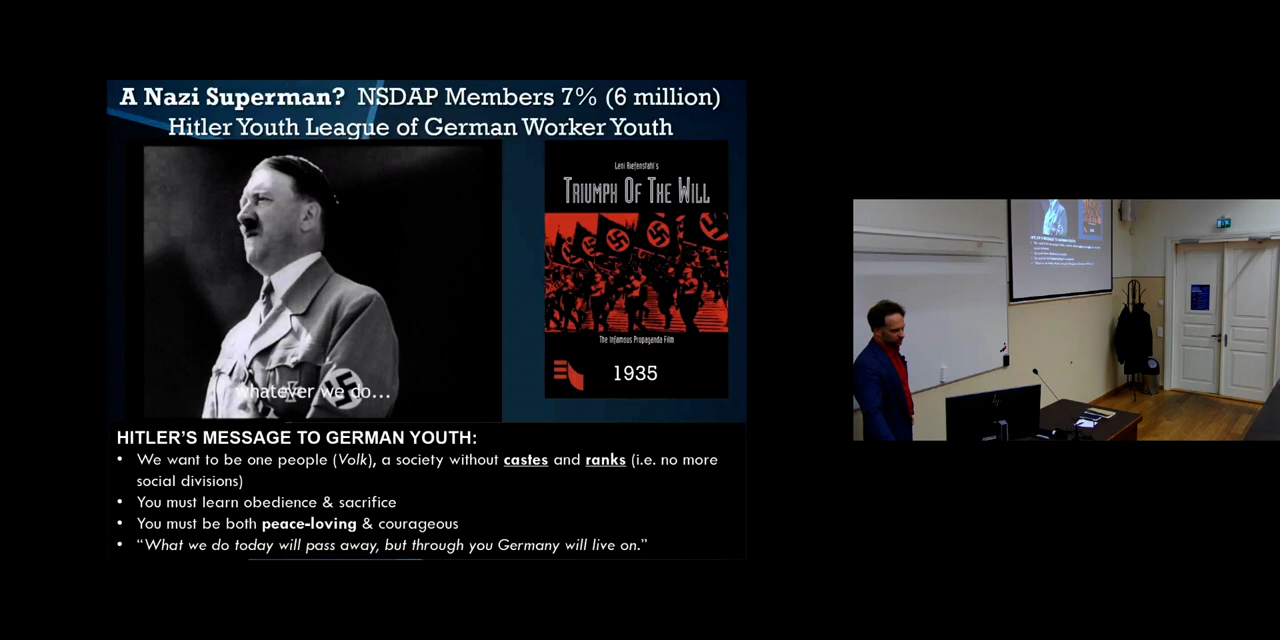 A Nazi Superman? NSDAP Members 7% (6 million)
Hitler Youth League of German Worker Youth
Leni Riefenstahl's
TRIUMPH OF THE WILL
The Infamous Propaganda Film
1935
whatever we do...
HITLER'S MESSAGE TO GERMAN YOUTH:
• We want to be one people (Volk), a society without castes and ranks (i.e. no more
social divisions)
• You must learn obedience & sacrifice
• You must be both peace-loving & courageous
• "What we do today will pass away, but through you Germany will live on."